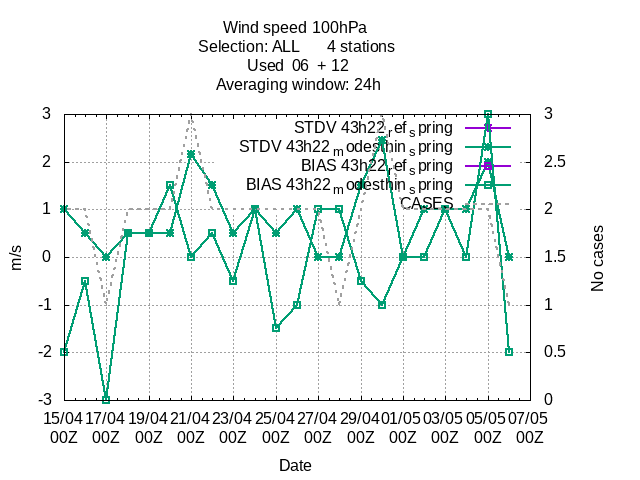 Wind speed 100hPa
Selection: ALL 4 stations
Used 06 + 12
Averaging window: 24h
STDV 43h22_ref_spring
STDV 43h22_modesthin_spring
BIAS 43h22_ref_spring
BIAS 43h22_modesthin_spring
CASES
3
2
1
0
-1
-2
-3
m/s
3
2.5
2
1.5
1
0.5
0
No cases
15/04 17/04 19/04 21/04 23/04 25/04 27/04 29/04 01/05 03/05 05/05 07/05
00Z 00Z 00Z 00Z 00Z 00Z 00Z 00Z 00Z 00Z 00Z 00Z
Date